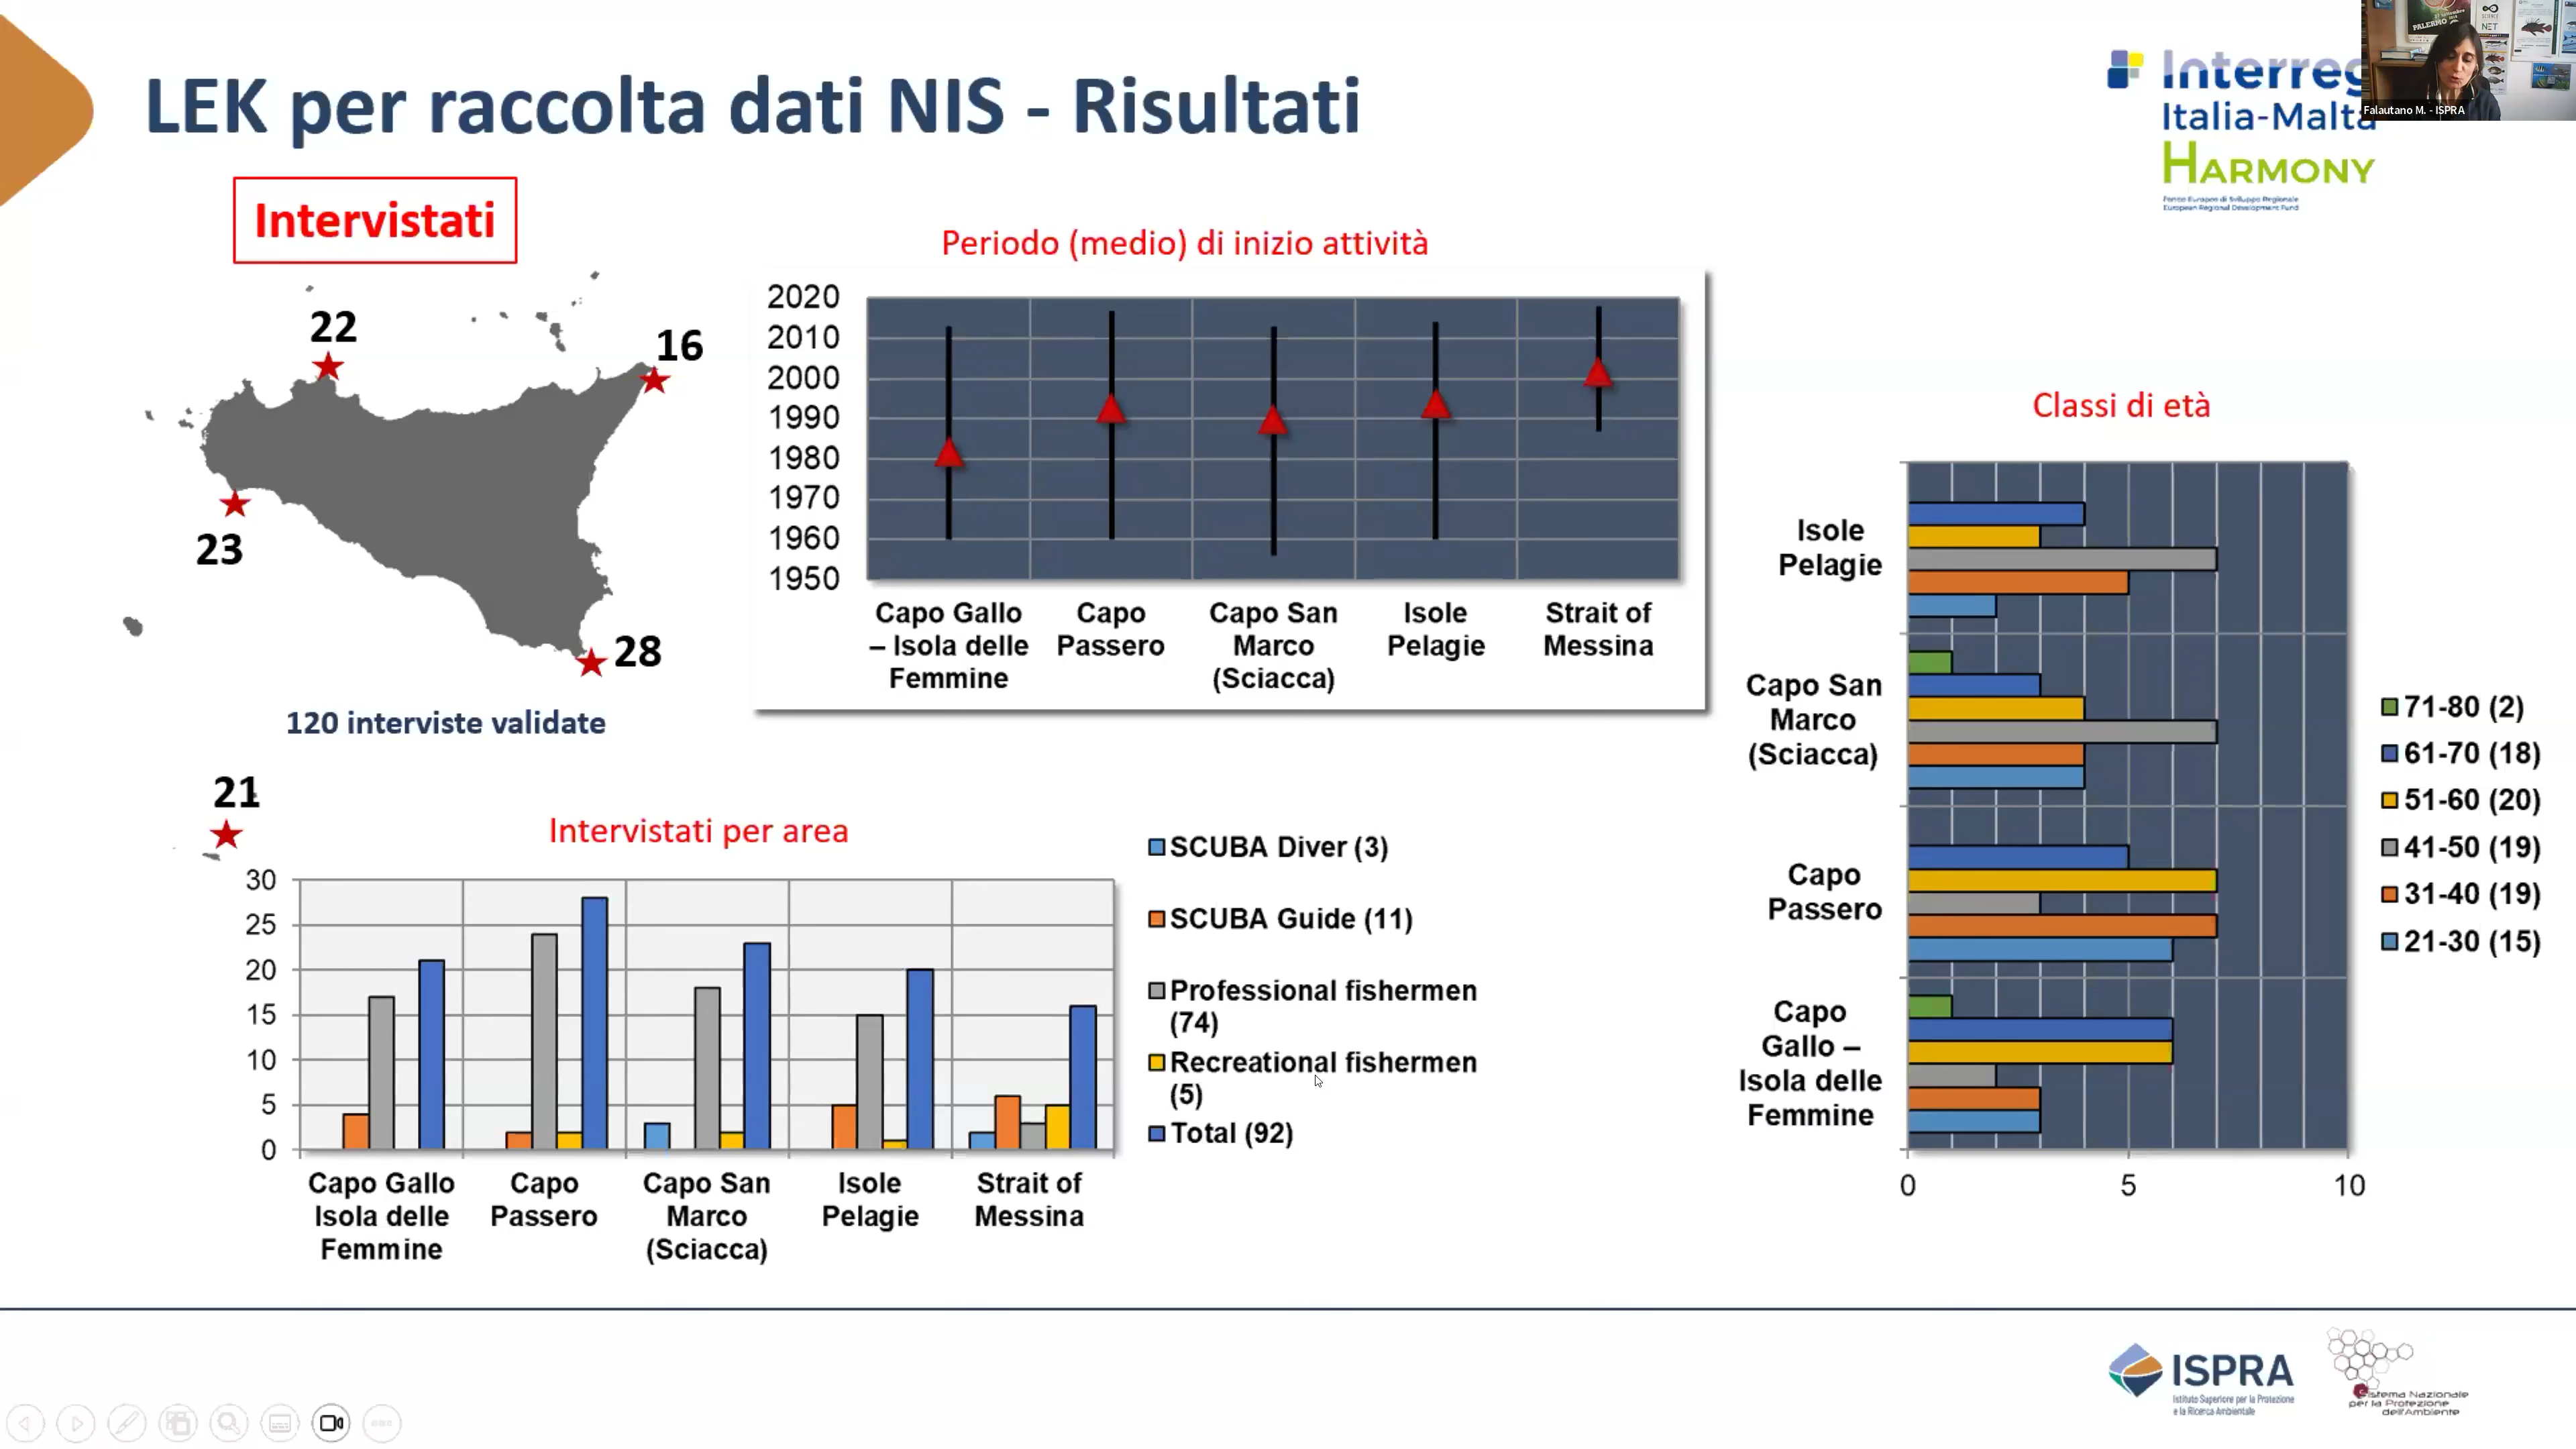 LEK per raccolta dati NIS - Risultati
Interreg
Italia-Malta
HARMONY
Fondo Europeo di Sviluppo Regionale
European Regional Development Fund
PALERMO
NET
Falautano M. - ISPRA
Intervistati
22
16
23
28
120 interviste validate
21
Periodo (medio) di inizio attività
2020
2010
2000
1990
1980
1970
1960
1950
Capo Gallo
– Isola delle
Femmine
Capo
Passero
Capo San
Marco
(Sciacca)
Isole
Pelagie
Strait of
Messina
Classi di età
Isole
Pelagie
Capo San
Marco
(Sciacca)
Capo
Passero
Capo
Gallo –
Isola delle
Femmine
0
5
10
71-80 (2)
61-70 (18)
51-60 (20)
41-50 (19)
31-40 (19)
21-30 (15)
Intervistati per area
30
25
20
15
10
5
0
Capo Gallo
Isola delle
Femmine
Capo
Passero
Capo San
Marco
(Sciacca)
Isole
Pelagie
Strait of
Messina
SCUBA Diver (3)
SCUBA Guide (11)
Professional fishermen
(74)
Recreational fishermen
(5)
Total (92)
ISPRA
Istituto Superiore per la Protezione
e la Ricerca Ambientale
Sistema Nazionale
per la Protezione
dell'Ambiente